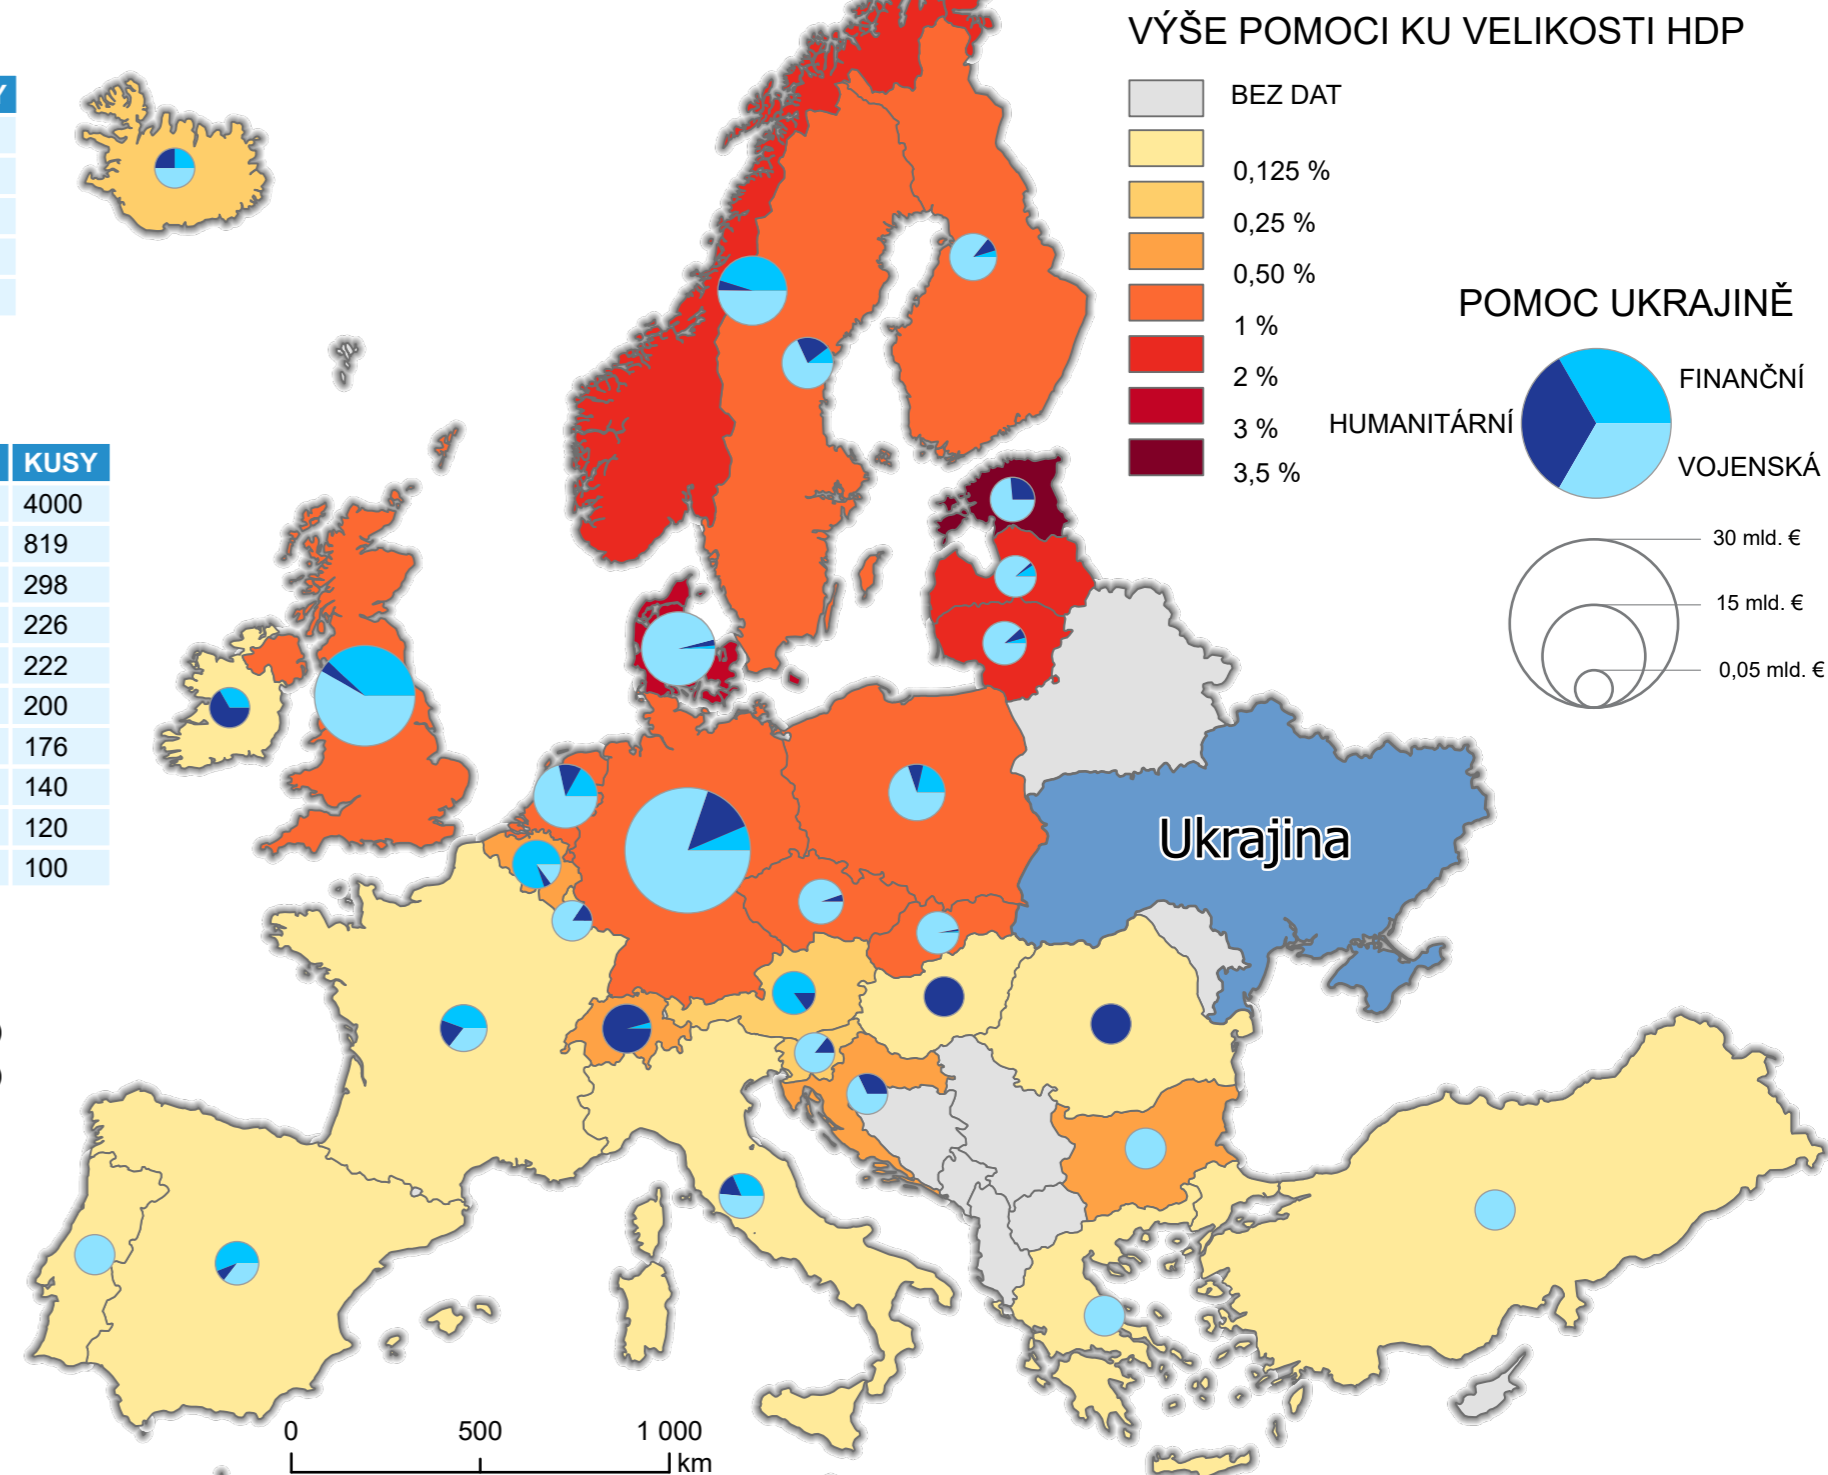 VÝŠE POMOCI KU VELIKOSTI HDP
BEZ DAT
0,125 %
0,25 %
0,50 %
1 %
2 %
3 %
3,5 %
POMOC UKRAJINĚ
FINANČNÍ
HUMANITÁRNÍ
VOJENSKÁ
30 mld. €
15 mld. €
0,05 mld. €
KUSY
4000
819
298
226
222
200
176
140
120
100
Ukrajina
0 500 1 000
km